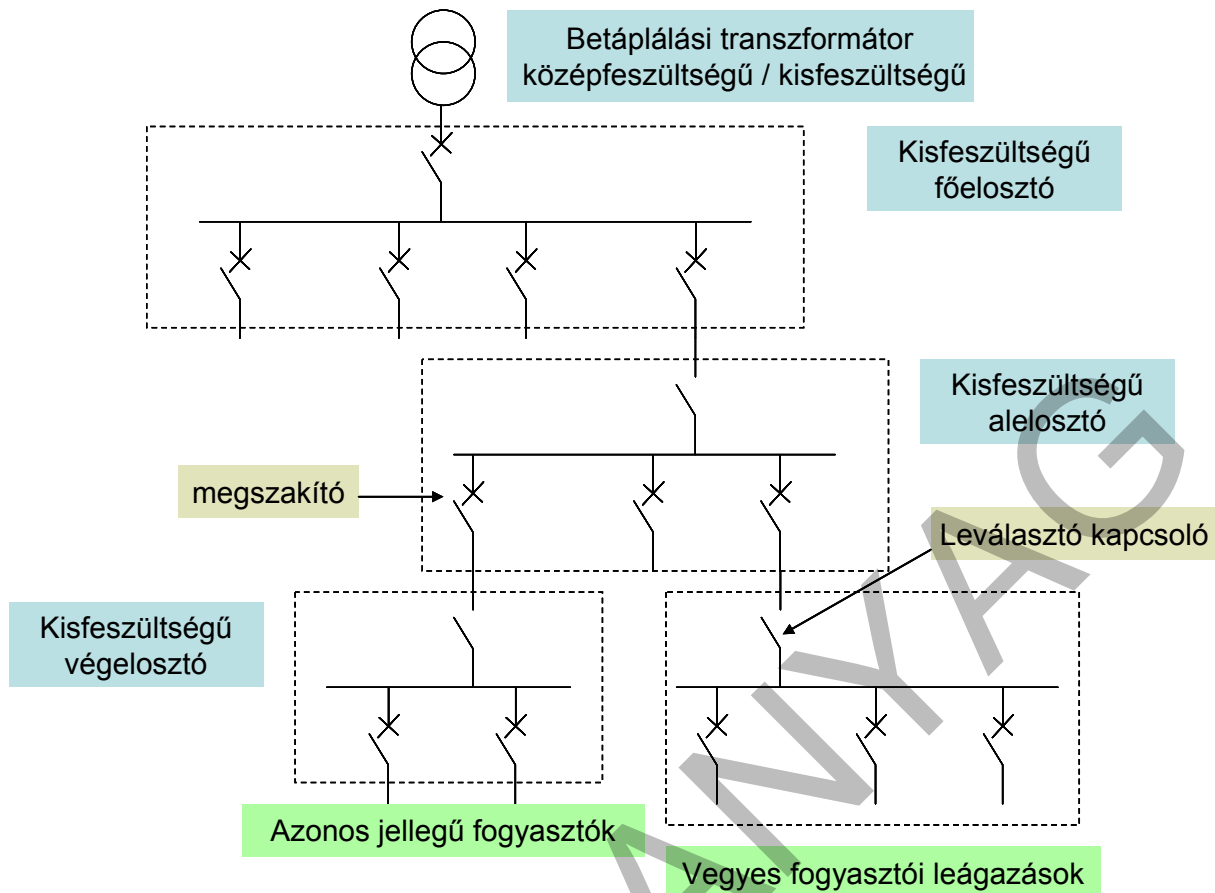 Betáplálási transzformátor
középfeszültségű / kisfeszültségű
Kisfeszültségű
főelosztó
Kisfeszültségű
alelosztó
megszakító
Leválasztó kapcsoló
Kisfeszültségű
végelosztó
Azonos jellegű fogyasztók
Vegyes fogyasztói leágazások
ANYAG